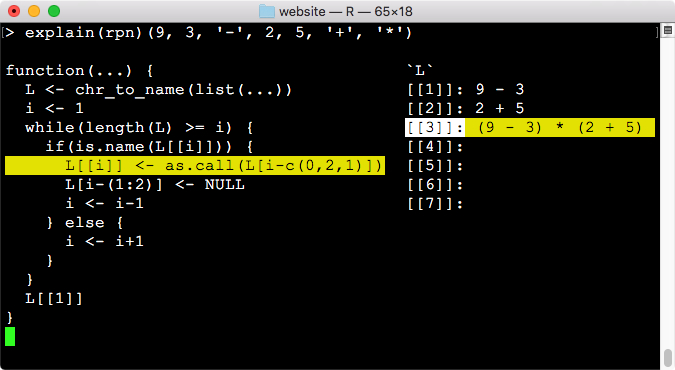 website — R — 65×18
[> explain(rpn)(9, 3, '-', 2, 5, '+', '*')                       ]
function(...) {                         `L`
  L <- chr_to_name(list(...))           [[1]]: 9 - 3
  i <- 1                                [[2]]: 2 + 5
  while(length(L) >= i) {               [[3]]: (9 - 3) * (2 + 5)
    if(is.name(L[[i]])) {               [[4]]:
      L[[i]] <- as.call(L[i-c(0,2,1)])  [[5]]:
      L[i-(1:2)] <- NULL                [[6]]:
      i <- i-1                          [[7]]:
    } else {
      i <- i+1
    }
  }
  L[[1]]
}